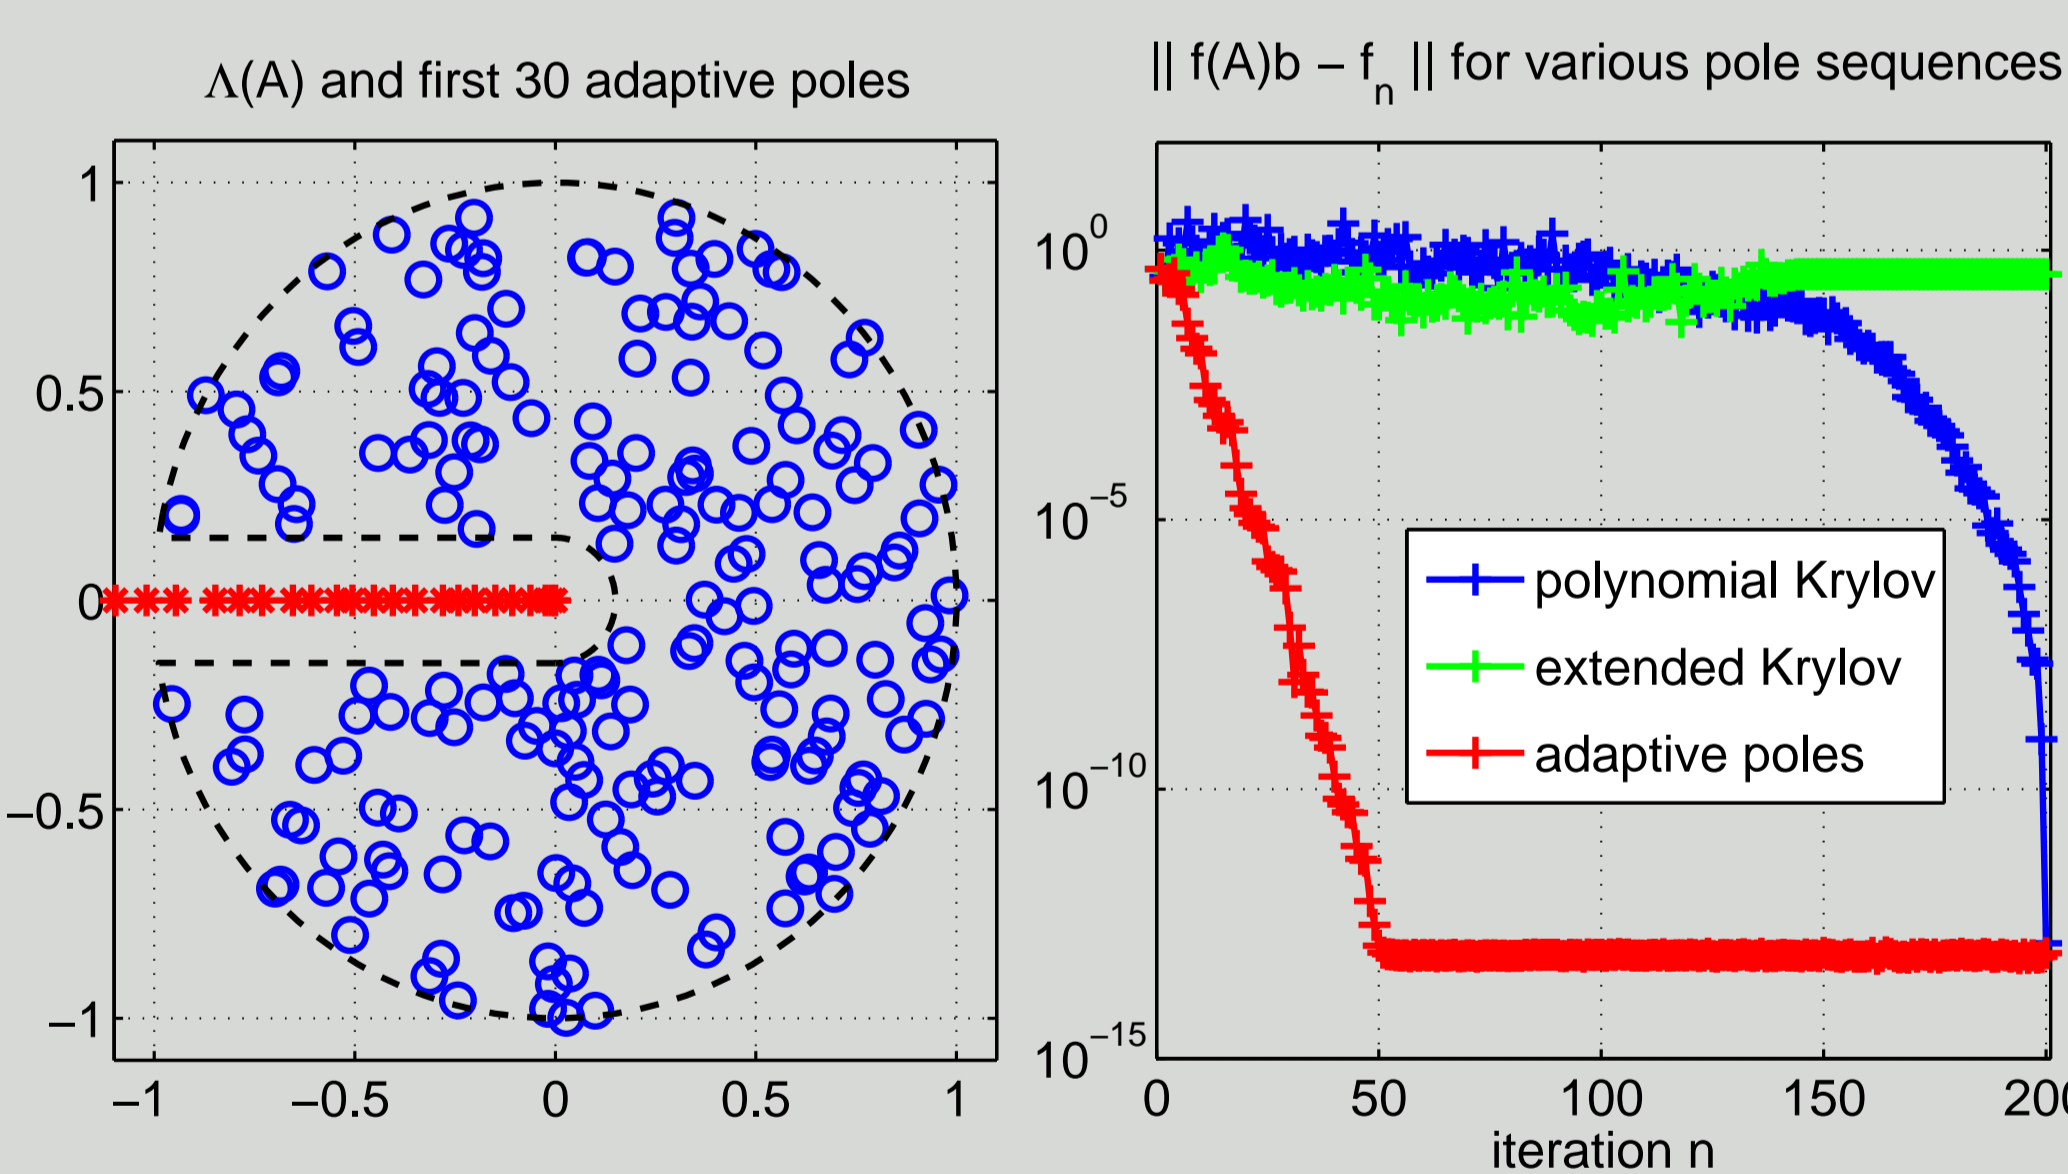 Λ(A) and first 30 adaptive poles
1
0.5
0
−0.5
−1
−1 −0.5 0 0.5 1
|| f(A)b − f_n || for various pole sequences
10^0
10^−5
10^−10
10^−15
polynomial Krylov
extended Krylov
adaptive poles
0 50 100 150 200
iteration n